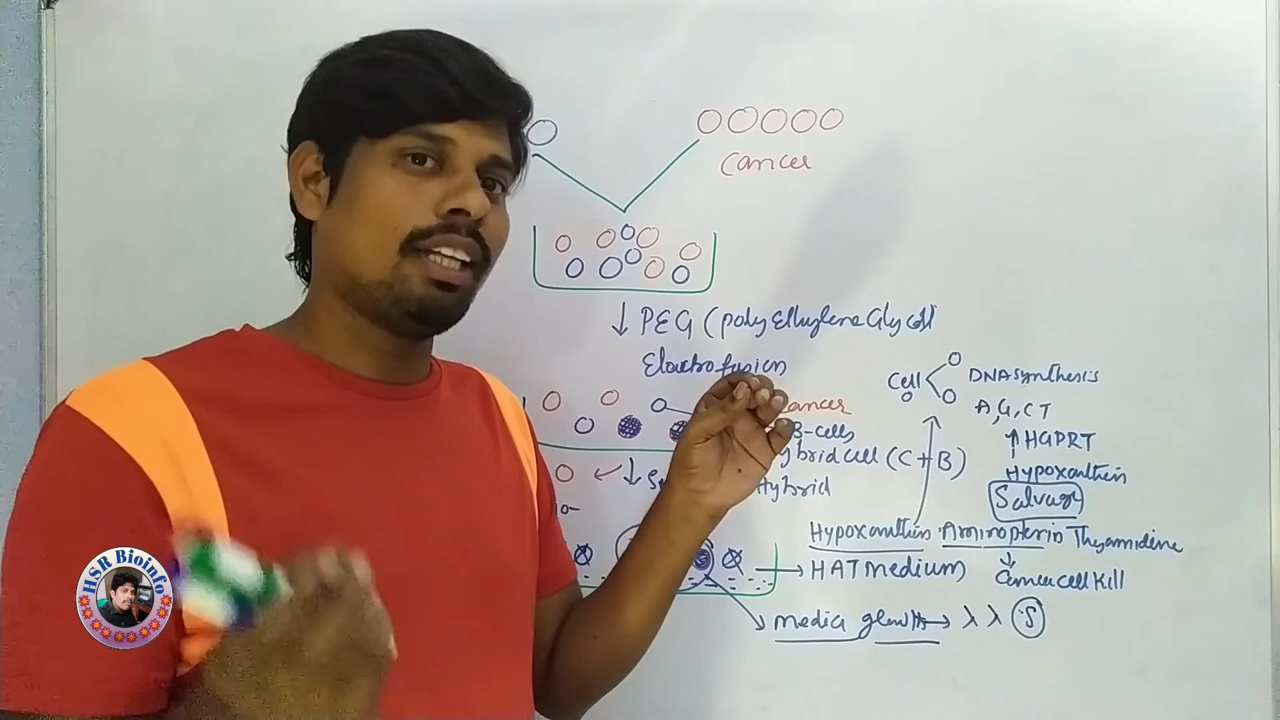 Cancer
↓ PEG (poly Ethylene Glycol
Electrofusion
Cell
DNA synthesis
A, G, C T
↑ HGPRT
Hypoxanthin
Salvage
Cancer
B-cells
ybrid cell (C + B)
Hybrid
Hypoxanthin Aminopterin Thyamidine
HAT medium)
Cancer cell Kill
media growth → λ λ
HSR Bioinfo